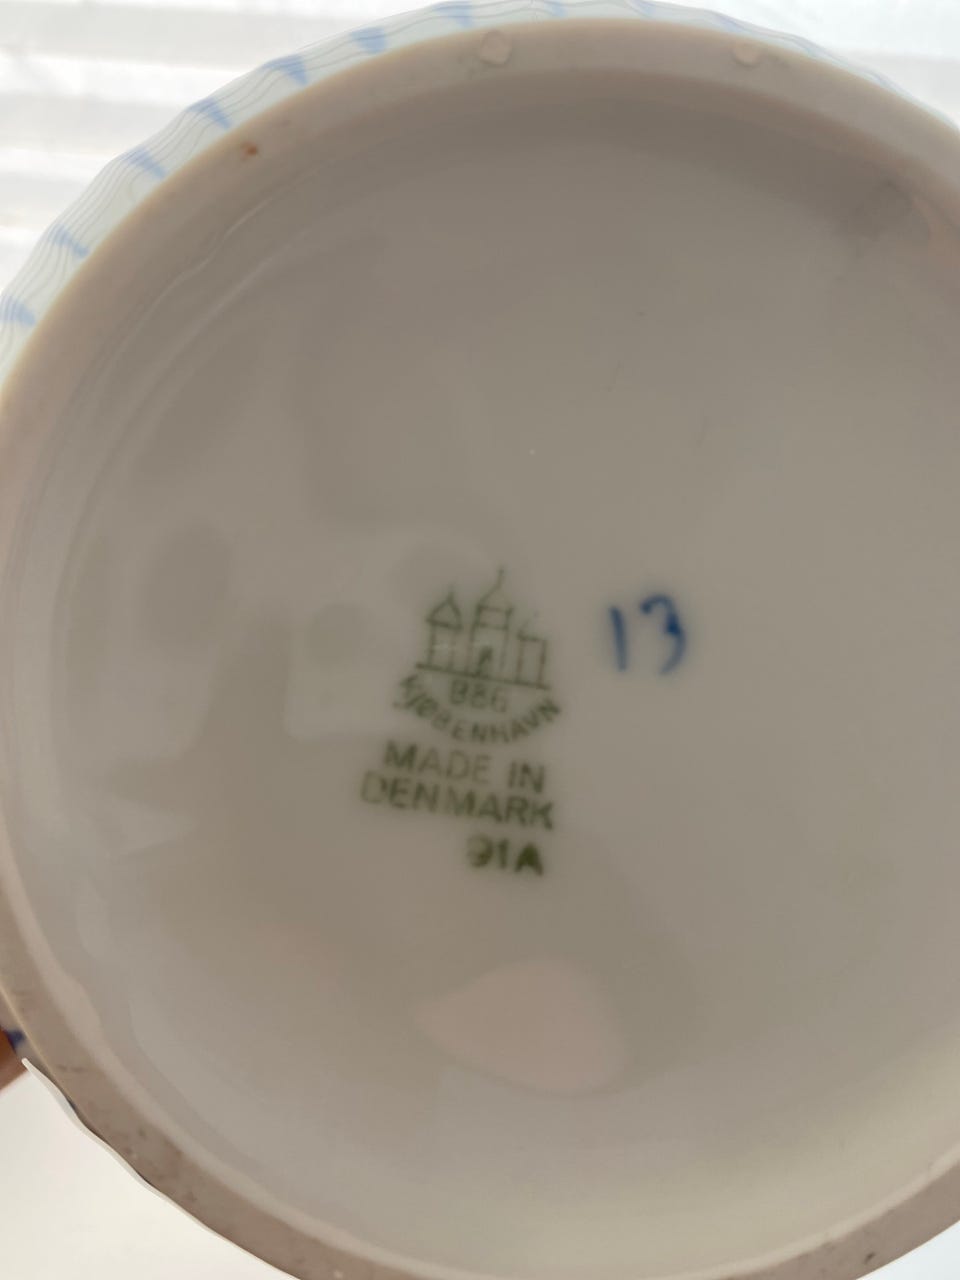 B&G
KJØBENHAVN
MADE IN
DENMARK
91A
13